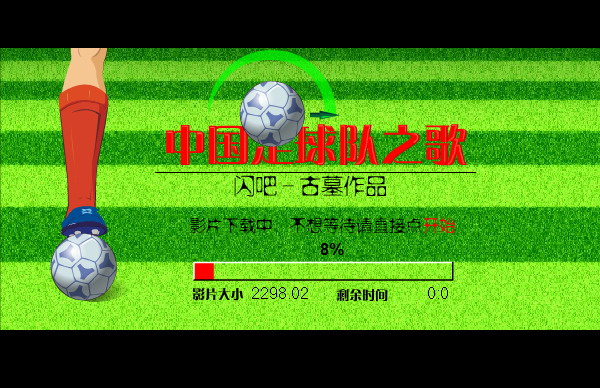 中国足球队之歌
闪吧-古墓作品
影片下载中 不想等待请直接点开始
8%
影片大小 2298.02 剩余时间 0:0